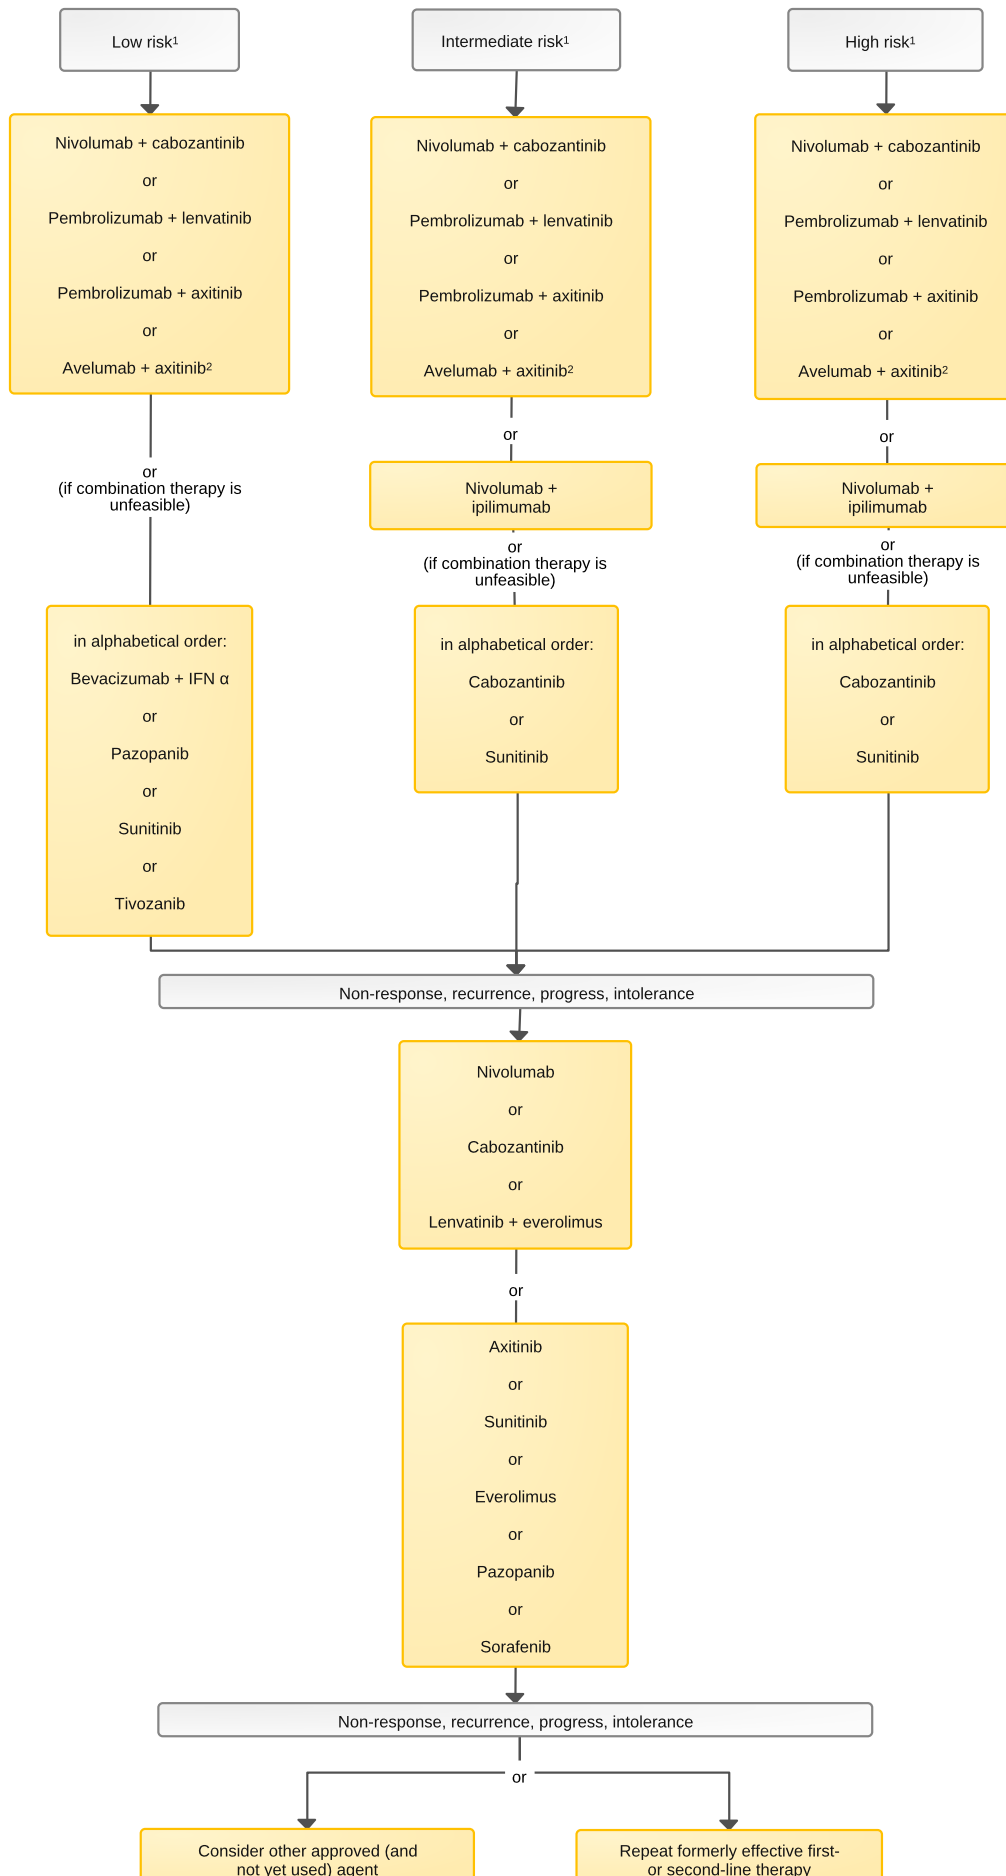 Low risk¹
Intermediate risk¹
High risk¹
Nivolumab + cabozantinib
or
Pembrolizumab + lenvatinib
or
Pembrolizumab + axitinib
or
Avelumab + axitinib²
or
(if combination therapy is
unfeasible)
in alphabetical order:
Bevacizumab + IFN α
or
Pazopanib
or
Sunitinib
or
Tivozanib
Nivolumab + cabozantinib
or
Pembrolizumab + lenvatinib
or
Pembrolizumab + axitinib
or
Avelumab + axitinib²
or
Nivolumab +
ipilimumab
or
(if combination therapy is
unfeasible)
in alphabetical order:
Cabozantinib
or
Sunitinib
Nivolumab + cabozantinib
or
Pembrolizumab + lenvatinib
or
Pembrolizumab + axitinib
or
Avelumab + axitinib²
or
Nivolumab +
ipilimumab
or
(if combination therapy is
unfeasible)
in alphabetical order:
Cabozantinib
or
Sunitinib
Non-response, recurrence, progress, intolerance
Nivolumab
or
Cabozantinib
or
Lenvatinib + everolimus
or
Axitinib
or
Sunitinib
or
Everolimus
or
Pazopanib
or
Sorafenib
Non-response, recurrence, progress, intolerance
or
Consider other approved (and
not yet used) agent
Repeat formerly effective first-
or second-line therapy